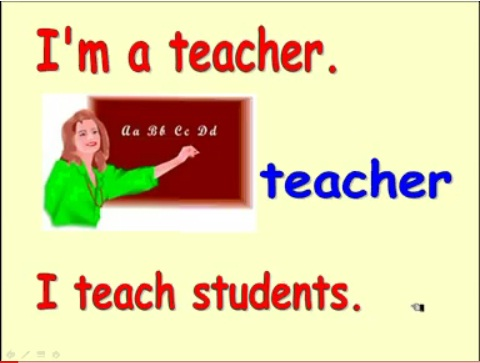 I'm a teacher.
Aa Bb Cc Dd
teacher
I teach students.